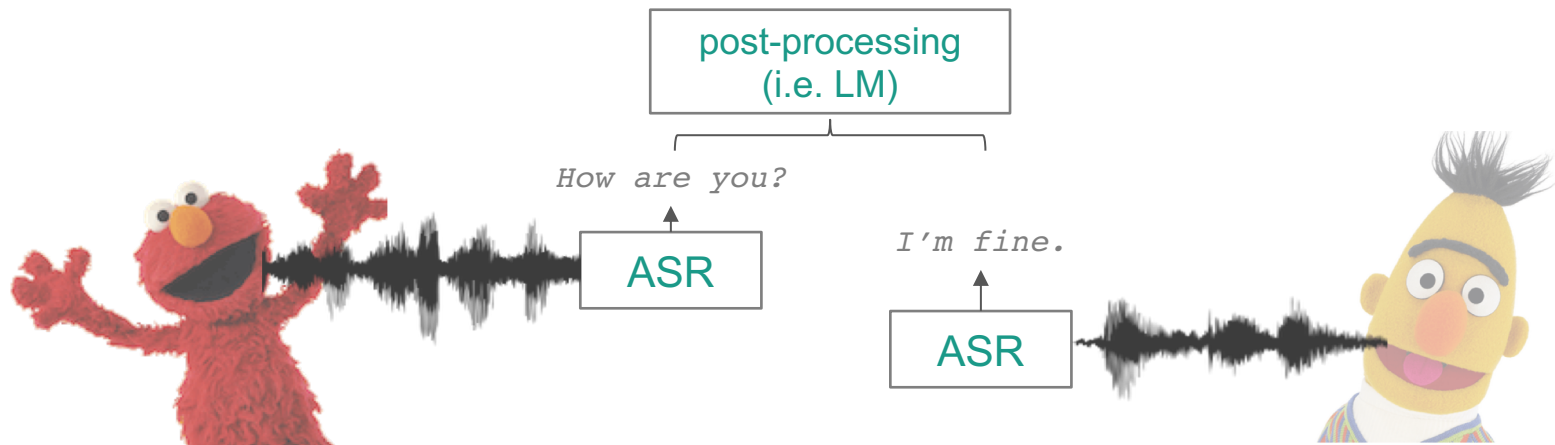 post-processing
(i.e. LM)
How are you?
ASR
I'm fine.
ASR